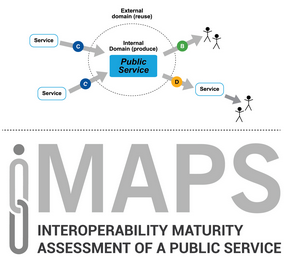 External
domain (reuse)
Service
C
Internal
Domain (produce)
B
Public
Service
Service
C
D
Service
iMAPS
INTEROPERABILITY MATURITY
ASSESSMENT OF A PUBLIC SERVICE